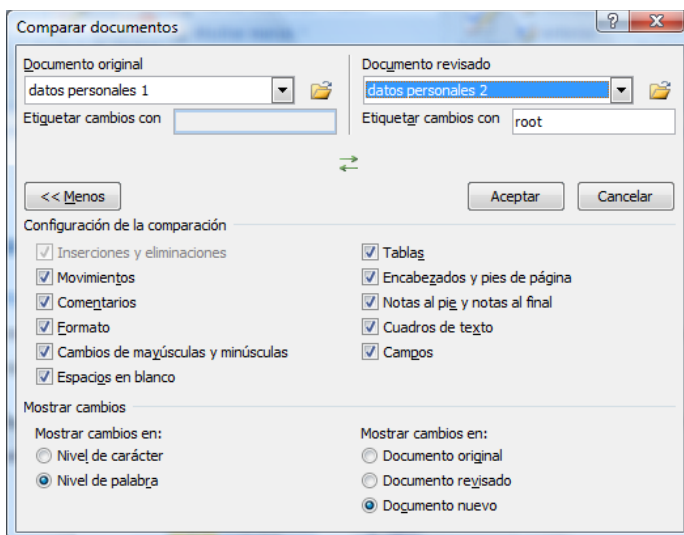 Comparar documentos
Documento original
datos personales 1
Etiquetar cambios con
Documento revisado
datos personales 2
Etiquetar cambios con root
<< Menos
Aceptar Cancelar
Configuración de la comparación
Inserciones y eliminaciones
Movimientos
Comentarios
Formato
Cambios de mayúsculas y minúsculas
Espacios en blanco
Tablas
Encabezados y pies de página
Notas al pie y notas al final
Cuadros de texto
Campos
Mostrar cambios
Mostrar cambios en:
Nivel de carácter
Nivel de palabra
Mostrar cambios en:
Documento original
Documento revisado
Documento nuevo